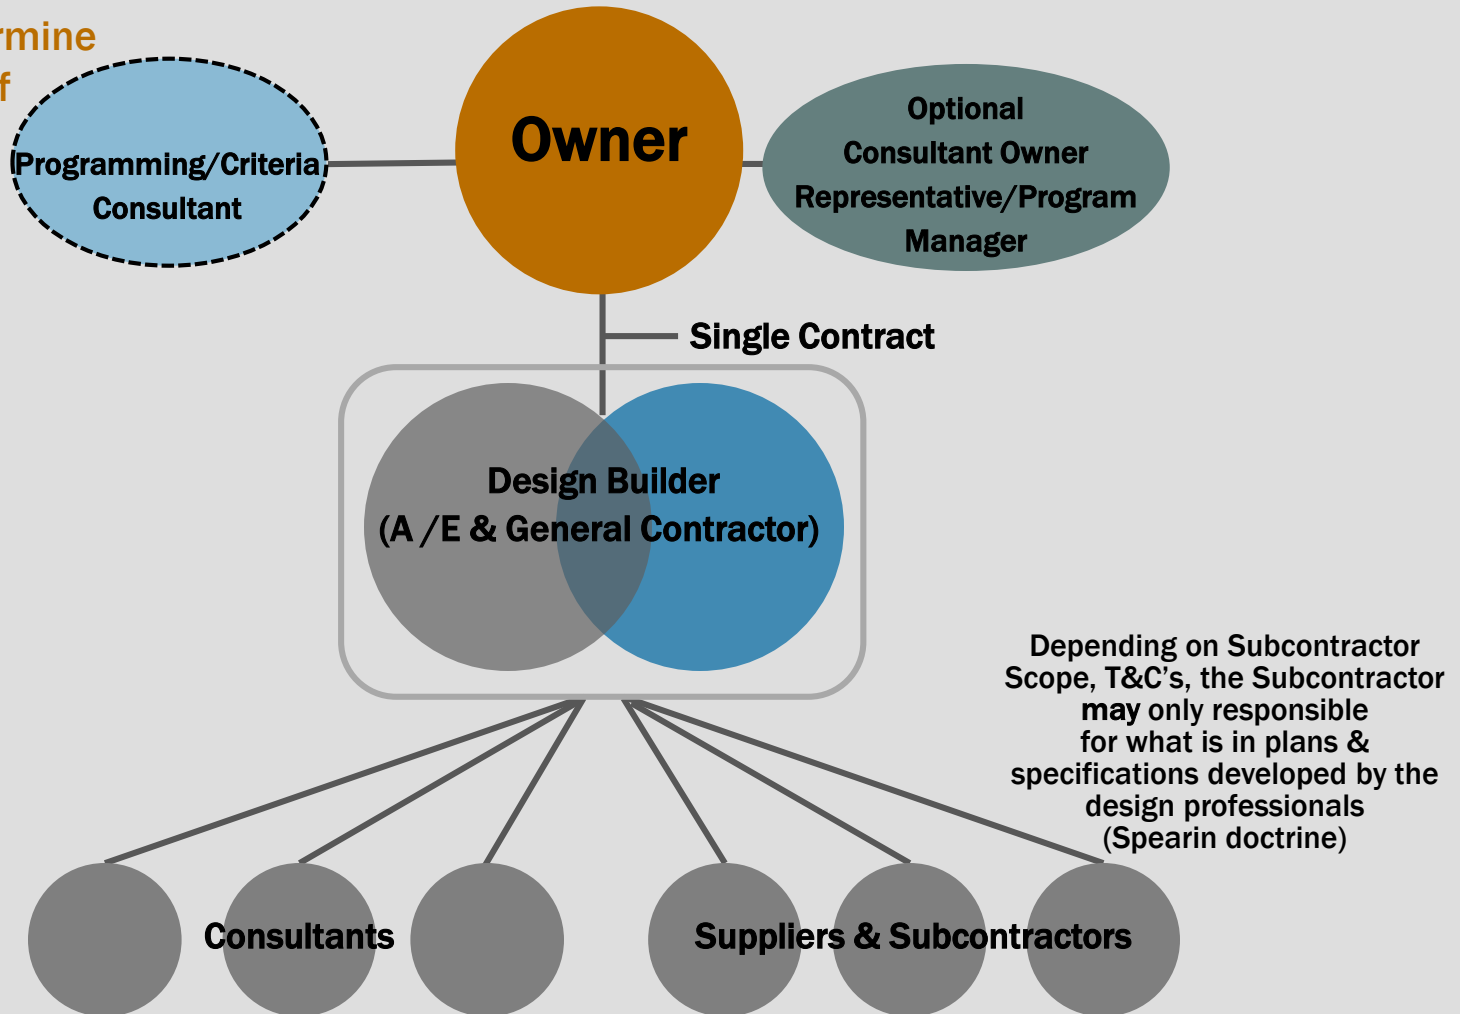 rmine
f
Programming/Criteria
Consultant
Owner
Optional
Consultant Owner
Representative/Program
Manager
Single Contract
Design Builder
(A /E & General Contractor)
Depending on Subcontractor
Scope, T&C's, the Subcontractor
may only responsible
for what is in plans &
specifications developed by the
design professionals
(Spearin doctrine)
Consultants
Suppliers & Subcontractors